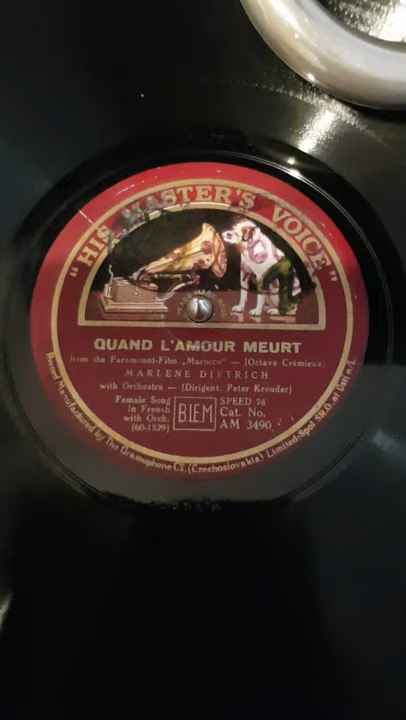 "HIS MASTER'S VOICE"
QUAND L'AMOUR MEURT
from the Paramount-Film „Marocco" — [Octave Crémieux]
MARLENE DIETRICH
with Orchestra — [Dirigent: Peter Kreuder]
Female Song
in French
with Orch.
(60-1529)
B.I.E.M
SPEED 78
Cat. No.
AM 3490
Record Manufactured by The Gramophone Co. (Czechoslovakia) Limited-Spol. SR.O. at Usti n/L